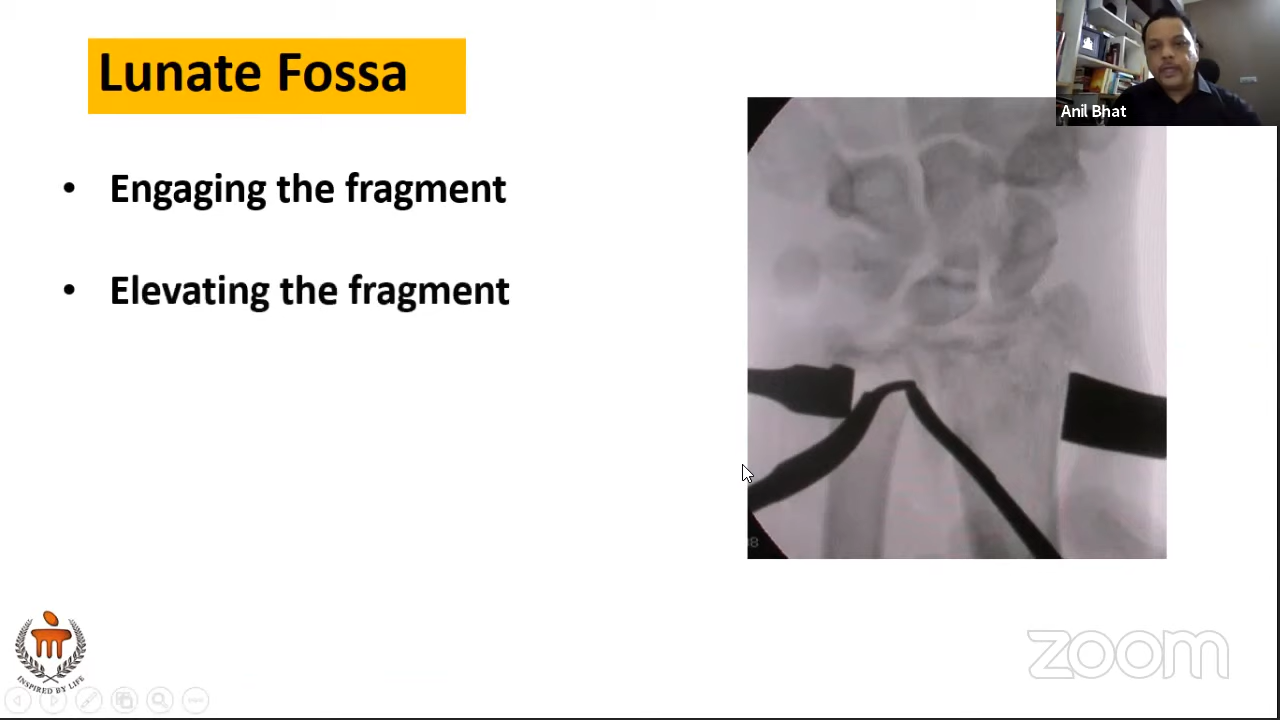 Lunate Fossa
Anil Bhat
• Engaging the fragment
• Elevating the fragment
INSPIRED BY LIFE
zoom